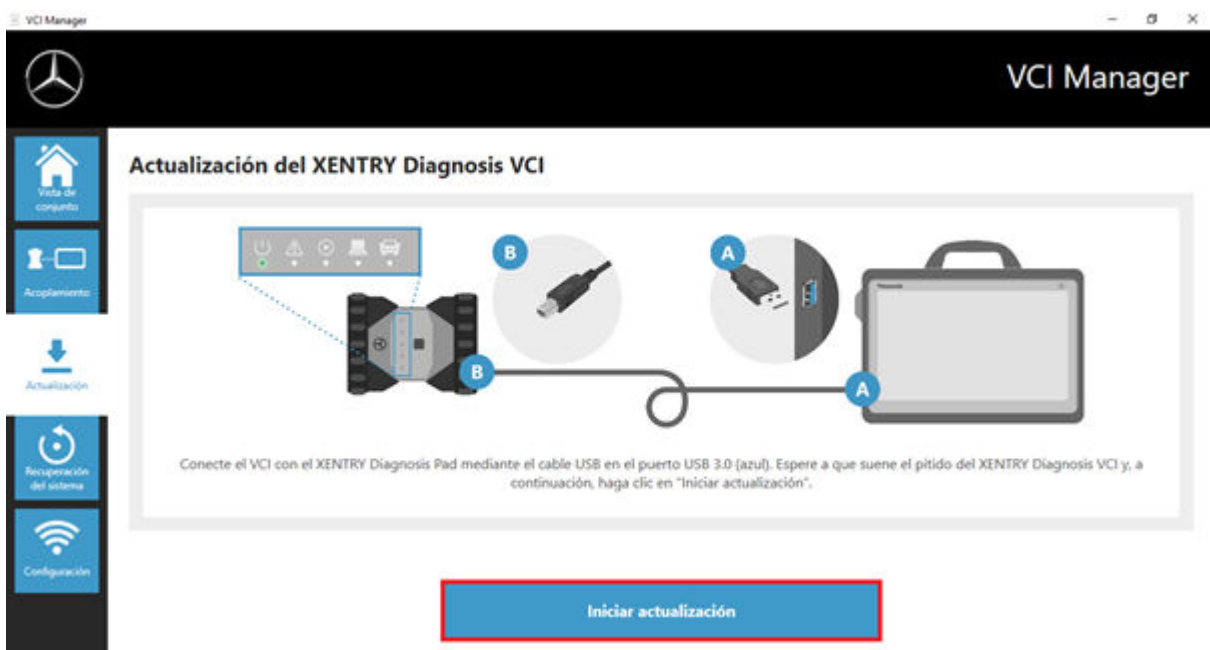 VCI Manager
VCI Manager
Vista de
conjunto
Acoplamiento
Actualización
Recuperación
del sistema
Configuración
Actualización del XENTRY Diagnosis VCI
B
A
B
A
Panasonic
Conecte el VCI con el XENTRY Diagnosis Pad mediante el cable USB en el puerto USB 3.0 (azul). Espere a que suene el pitido del XENTRY Diagnosis VCI y, a
continuación, haga clic en "Iniciar actualización".
Iniciar actualización